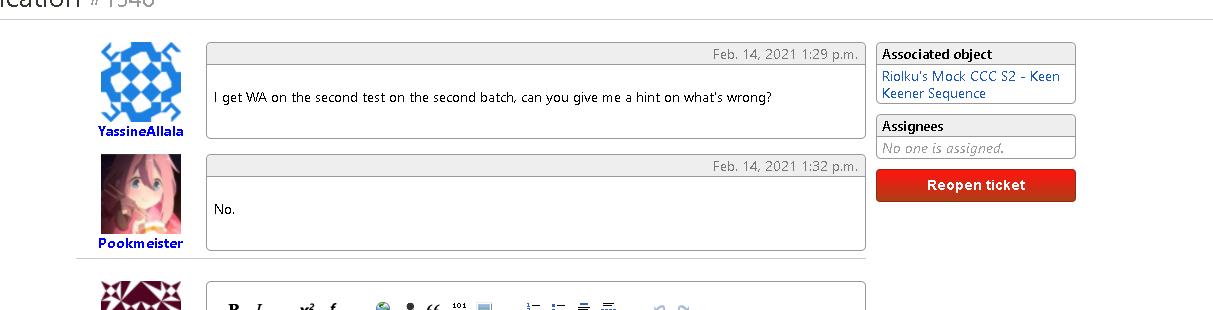 ication #1346
Feb. 14, 2021 1:29 p.m.
I get WA on the second test on the second batch, can you give me a hint on what's wrong?
YassineAllala
Feb. 14, 2021 1:32 p.m.
No.
Pookmeister
Associated object
Riolku's Mock CCC S2 - Keen
Keener Sequence
Assignees
No one is assigned.
Reopen ticket
101